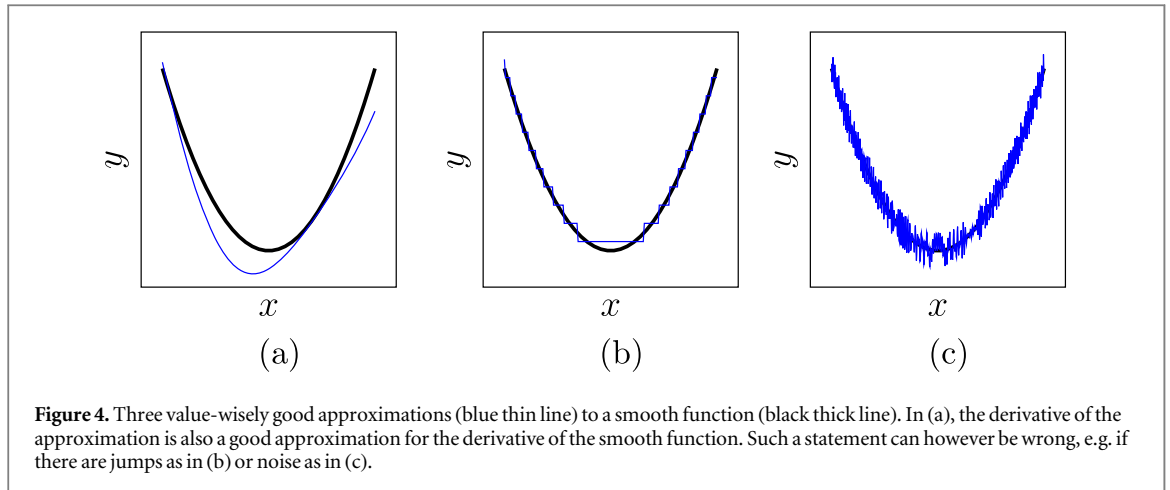 y
y
y
x
x
x
(a)
(b)
(c)
Figure 4. Three value-wisely good approximations (blue thin line) to a smooth function (black thick line). In (a), the derivative of the
approximation is also a good approximation for the derivative of the smooth function. Such a statement can however be wrong, e.g. if
there are jumps as in (b) or noise as in (c).